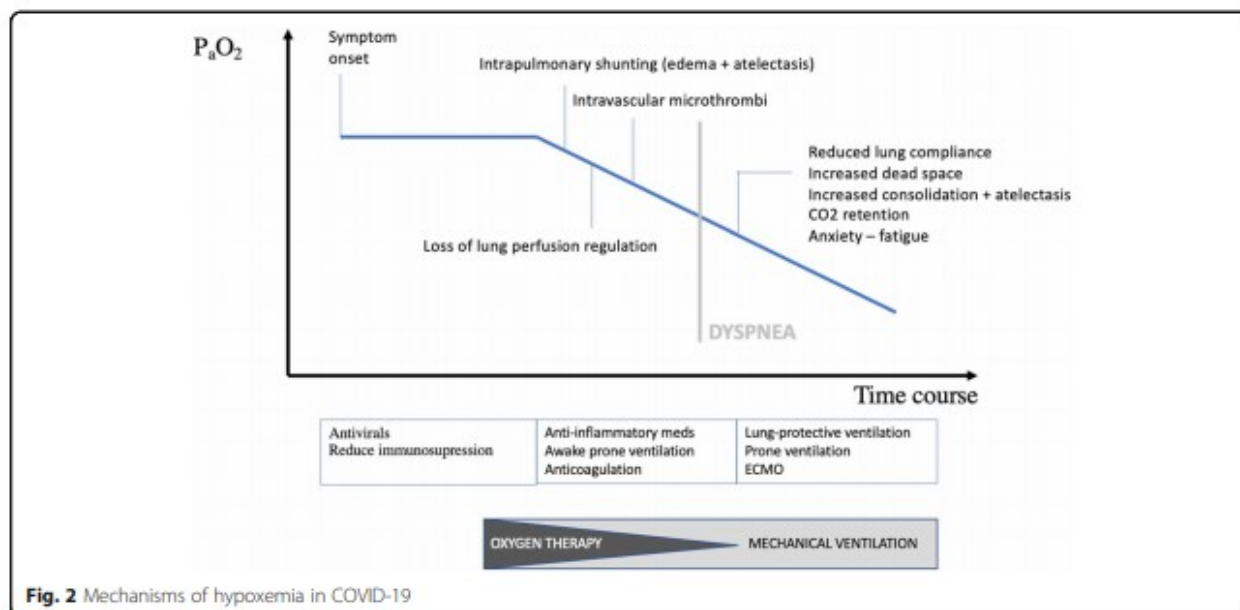 PaO2
Symptom
onset
Intrapulmonary shunting (edema + atelectasis)
Intravascular microthrombi
Reduced lung compliance
Increased dead space
Increased consolidation + atelectasis
CO2 retention
Anxiety – fatigue
Loss of lung perfusion regulation
DYSPNEA
Time course
Antivirals
Reduce immunosupression
Anti-inflammatory meds
Awake prone ventilation
Anticoagulation
Lung-protective ventilation
Prone ventilation
ECMO
OXYGEN THERAPY
MECHANICAL VENTILATION
Fig. 2 Mechanisms of hypoxemia in COVID-19